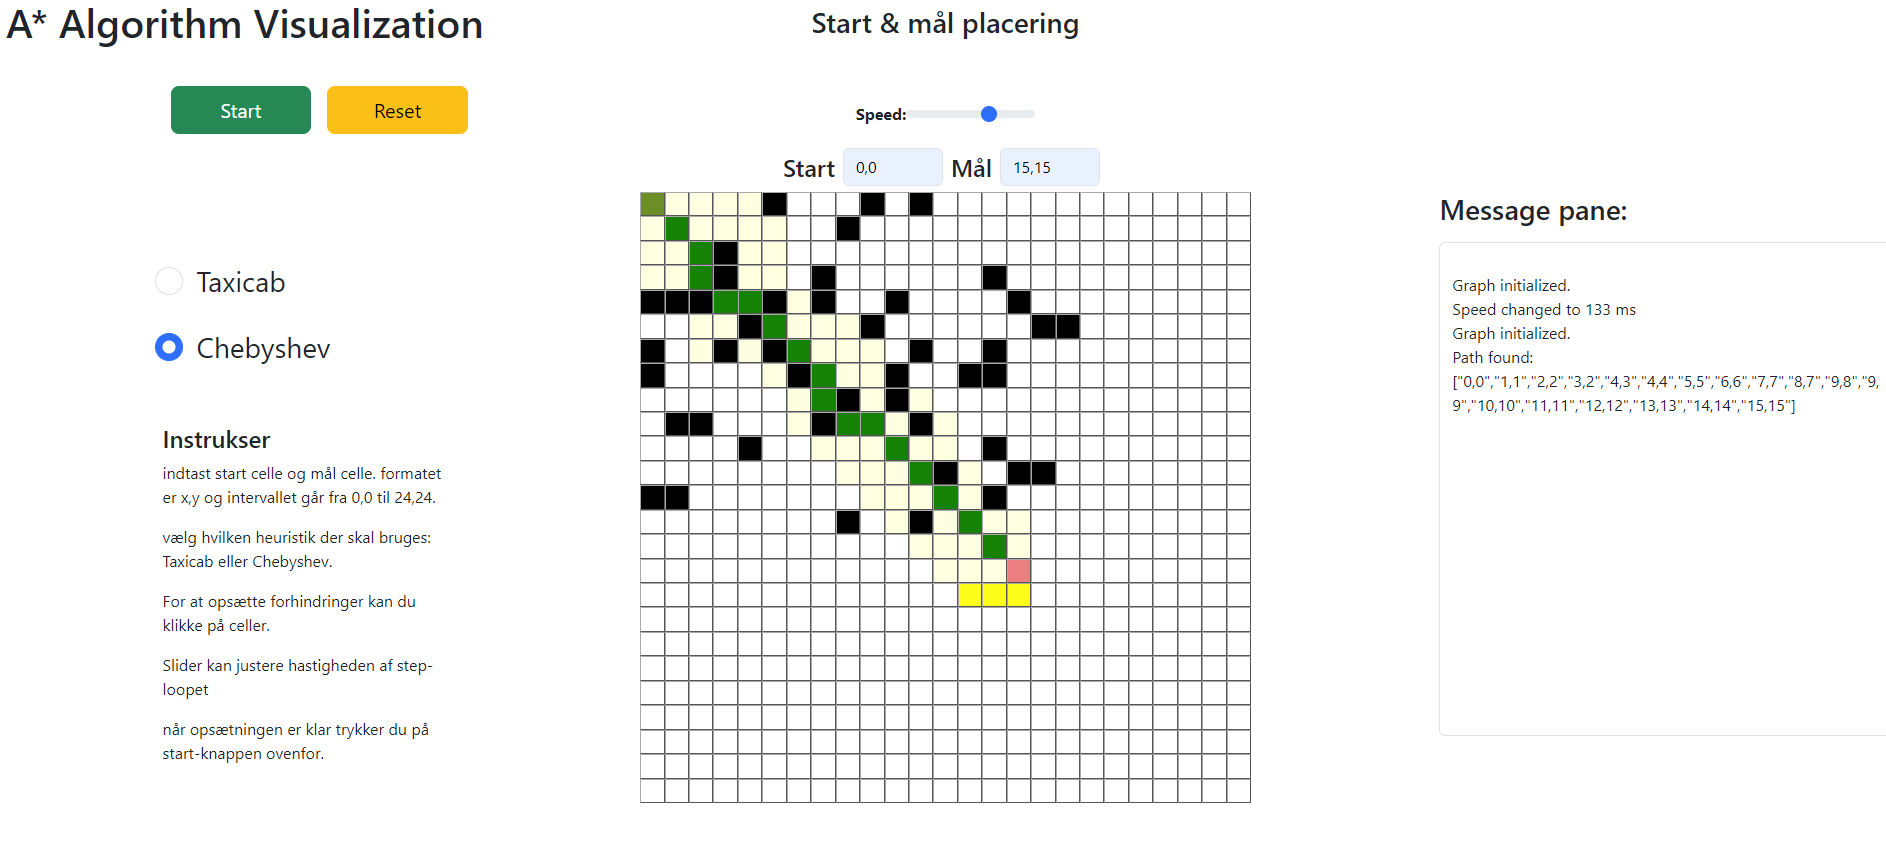 A* Algorithm Visualization
Start & mål placering
Start
Reset
Speed:
Start 0,0 Mål 15,15
Taxicab
Chebyshev
Instrukser
indtast start celle og mål celle. formatet
er x,y og intervallet går fra 0,0 til 24,24.
vælg hvilken heuristik der skal bruges:
Taxicab eller Chebyshev.
For at opsætte forhindringer kan du
klikke på celler.
Slider kan justere hastigheden af step-
loopet
når opsætningen er klar trykker du på
start-knappen ovenfor.
Message pane:
Graph initialized.
Speed changed to 133 ms
Graph initialized.
Path found:
["0,0","1,1","2,2","3,2","4,3","4,4","5,5","6,6","7,7","8,7","9,8","9,
9","10,10","11,11","12,12","13,13","14,14","15,15"]